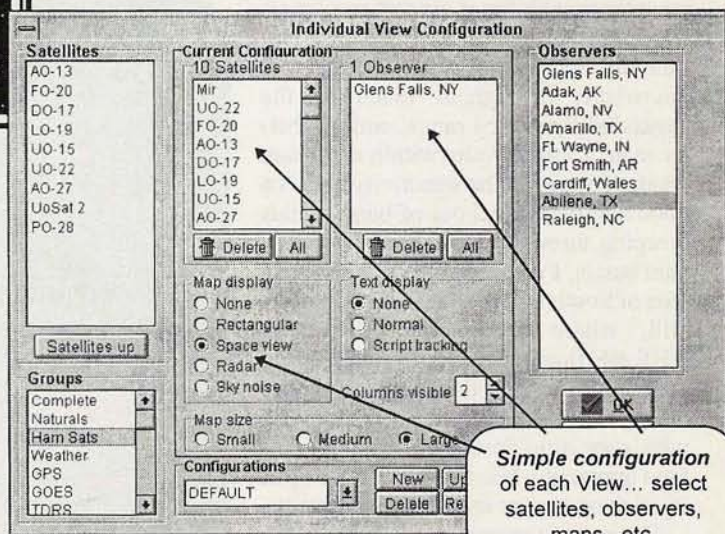 Individual View Configuration
Satellites
AO-13
FO-20
DO-17
LO-19
UO-15
UO-22
AO-27
UoSat 2
PO-28
Satellites up
Groups
Complete
Naturals
Ham Sats
Weather
GPS
GOES
TDRS
Current Configuration
10 Satellites
Mir
UO-22
FO-20
AO-13
DO-17
LO-19
UO-15
AO-27
Delete All
1 Observer
Glens Falls, NY
Delete All
Map display
None
Rectangular
Space view
Radar
Sky noise
Text display
None
Normal
Script tracking
Columns visible 2
Map size
Small Medium Large
Configurations
DEFAULT
New
Delete
Observers
Glens Falls, NY
Adak, AK
Alamo, NV
Amarillo, TX
Ft. Wayne, IN
Fort Smith, AR
Cardiff, Wales
Abilene, TX
Raleigh, NC
OK
Simple configuration
of each View... select
satellites, observers,
maps...etc.